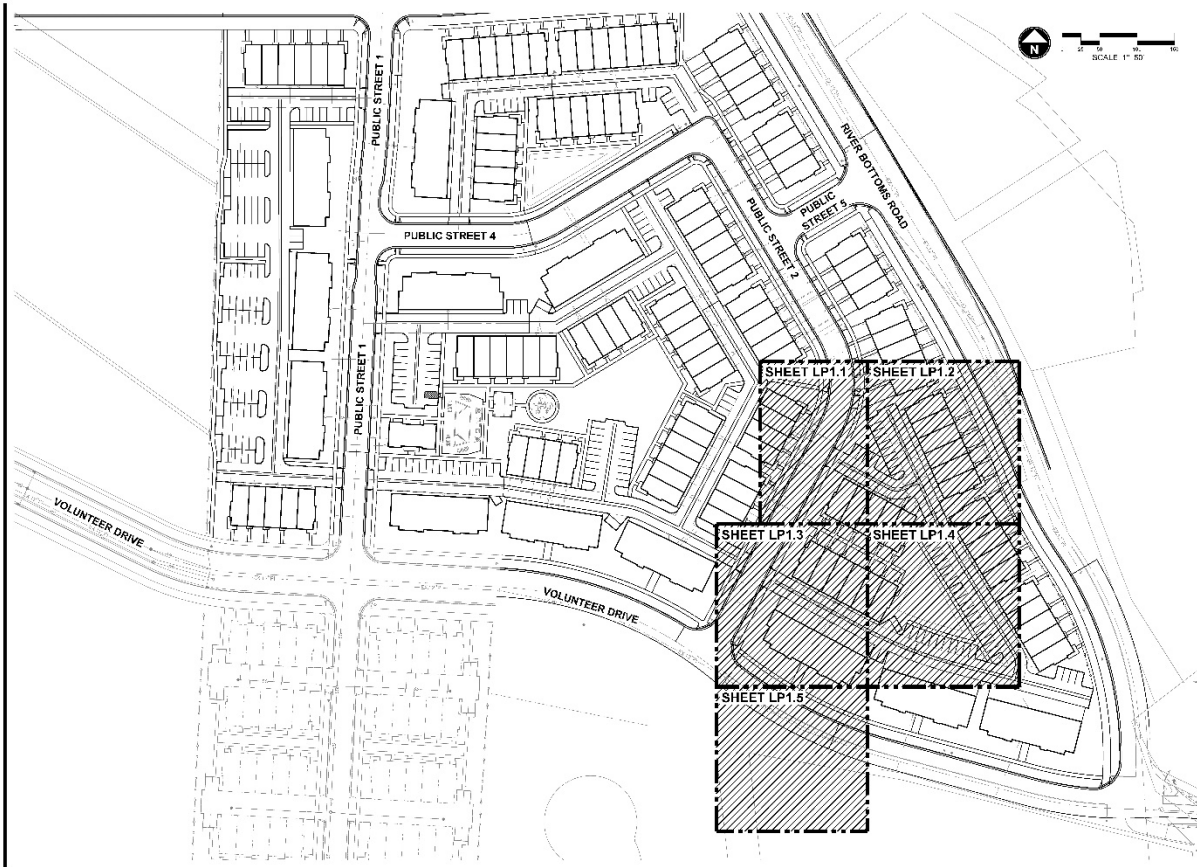 N
SCALE 1" 50'
PUBLIC STREET 1
RIVER BOTTOMS ROAD
PUBLIC
STREET 5
PUBLIC STREET 2
PUBLIC STREET 4
PUBLIC STREET 1
SHEET LP1.1
SHEET LP1.2
VOLUNTEER DRIVE
SHEET LP1.3
SHEET LP1.4
VOLUNTEER DRIVE
SHEET LP1.5